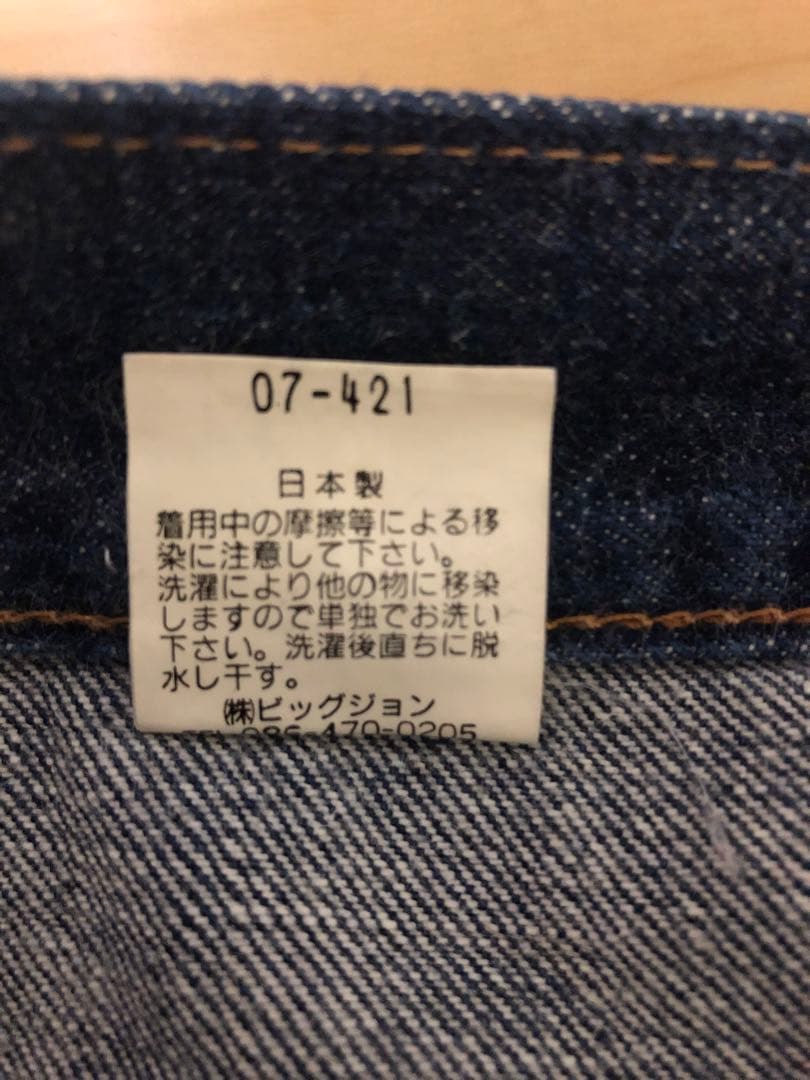 07-421
日本製
着用中の摩擦等による移
染に注意して下さい。
洗濯により他の物に移染
しますので単独でお洗い
下さい。洗濯後直ちに脱
水し干す。
㈱ビッグジョン
TEL 086-470-0205